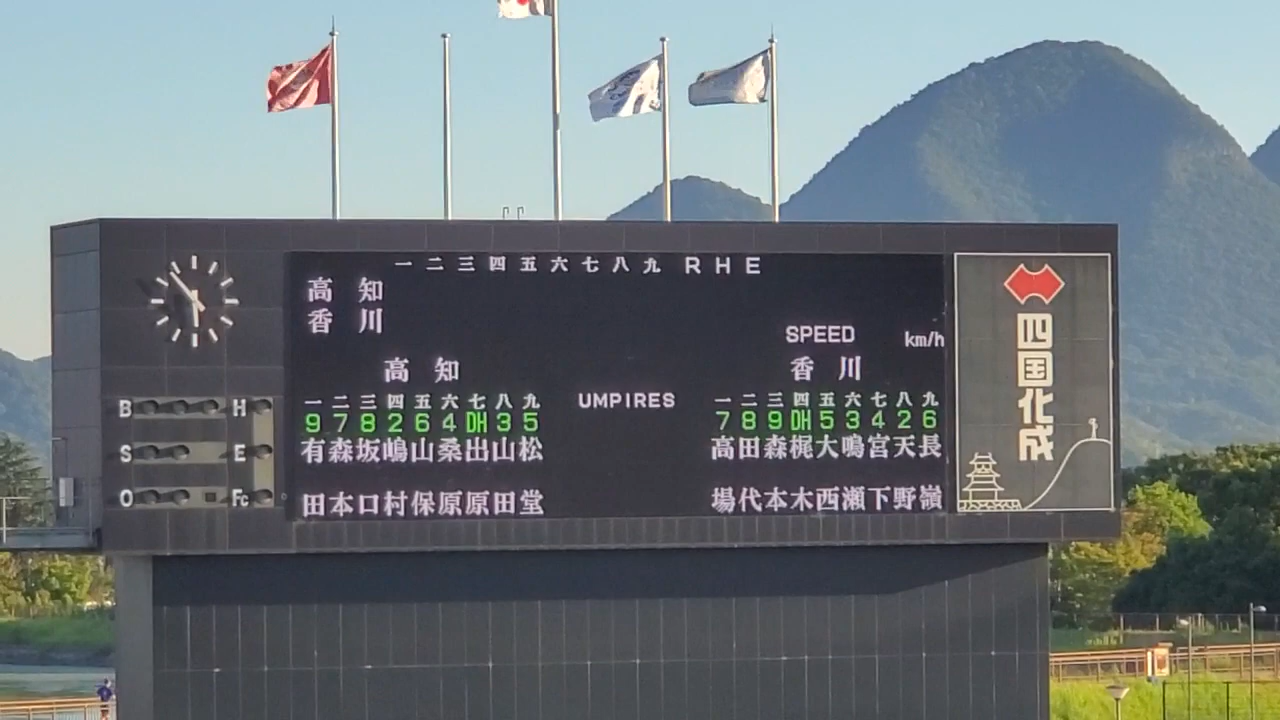 一 二 三 四 五 六 七 八 九 R H E
高 知
香 川
SPEED km/h
高 知
香 川
一 二 三 四 五 六 七 八 九
9 7 8 2 6 4 DH 3 5
有森坂嶋山桑出山松
田本口村保原原田堂
UMPIRES
一 二 三 四 五 六 七 八 九
7 8 9 DH 5 3 4 2 6
高田森梶大鳴宮天長
場代本木西瀬下野嶺
B H
S E
O Fc
四国化成